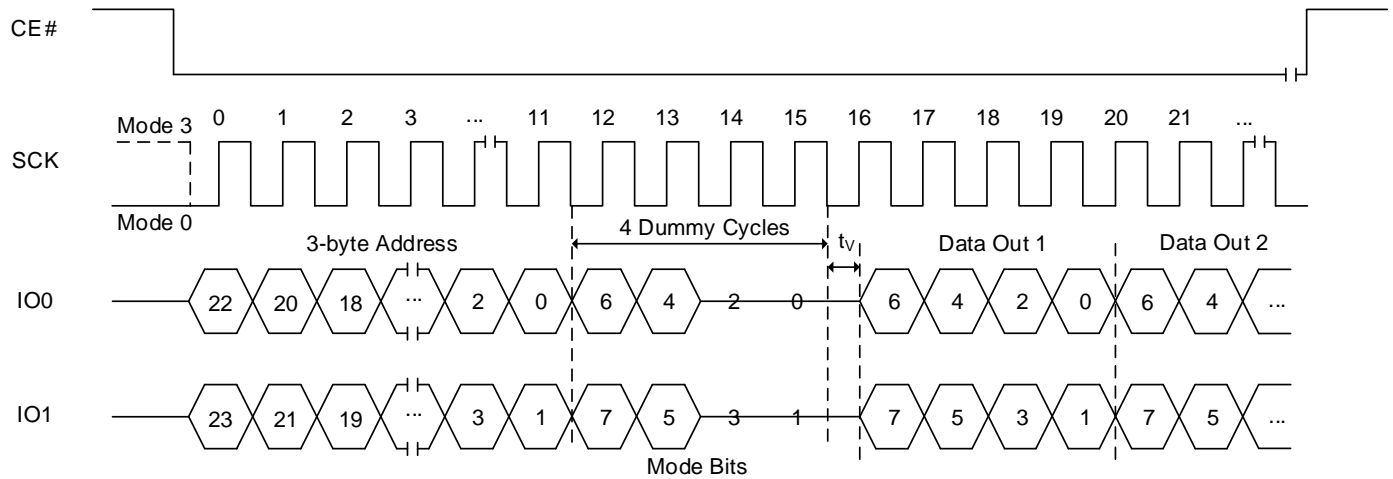 CE#
Mode 3
0 1 2 3 ... 11 12 13 14 15 16 17 18 19 20 21 ...
SCK
Mode 0
3-byte Address
4 Dummy Cycles
tV
Data Out 1
Data Out 2
IO0
22 20 18 ... 2 0 6 4 2 0 6 4 2 0 6 4 ...
IO1
23 21 19 ... 3 1 7 5 3 1 7 5 3 1 7 5 ...
Mode Bits